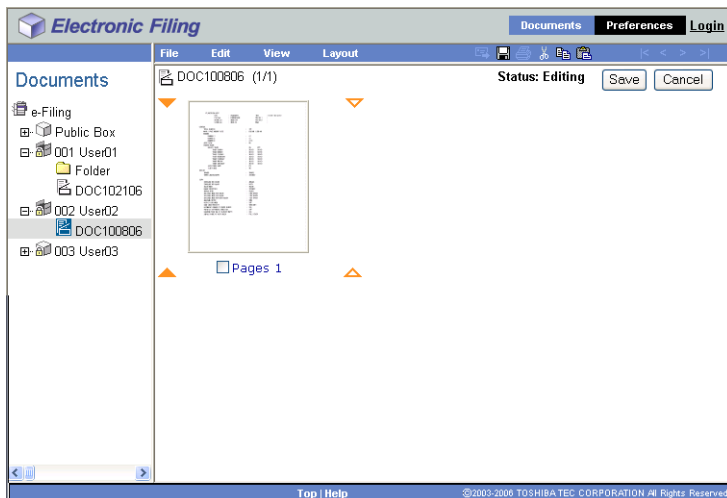 Electronic Filing
Documents Preferences Login
File Edit View Layout
|< < > >|
Documents
DOC100806 (1/1) Status: Editing Save Cancel
e-Filing
Public Box
001 User01
Folder
DOC102106
002 User02
DOC100806
003 User03
Pages 1
Top | Help ©2003-2006 TOSHIBA TEC CORPORATION All Rights Reserved